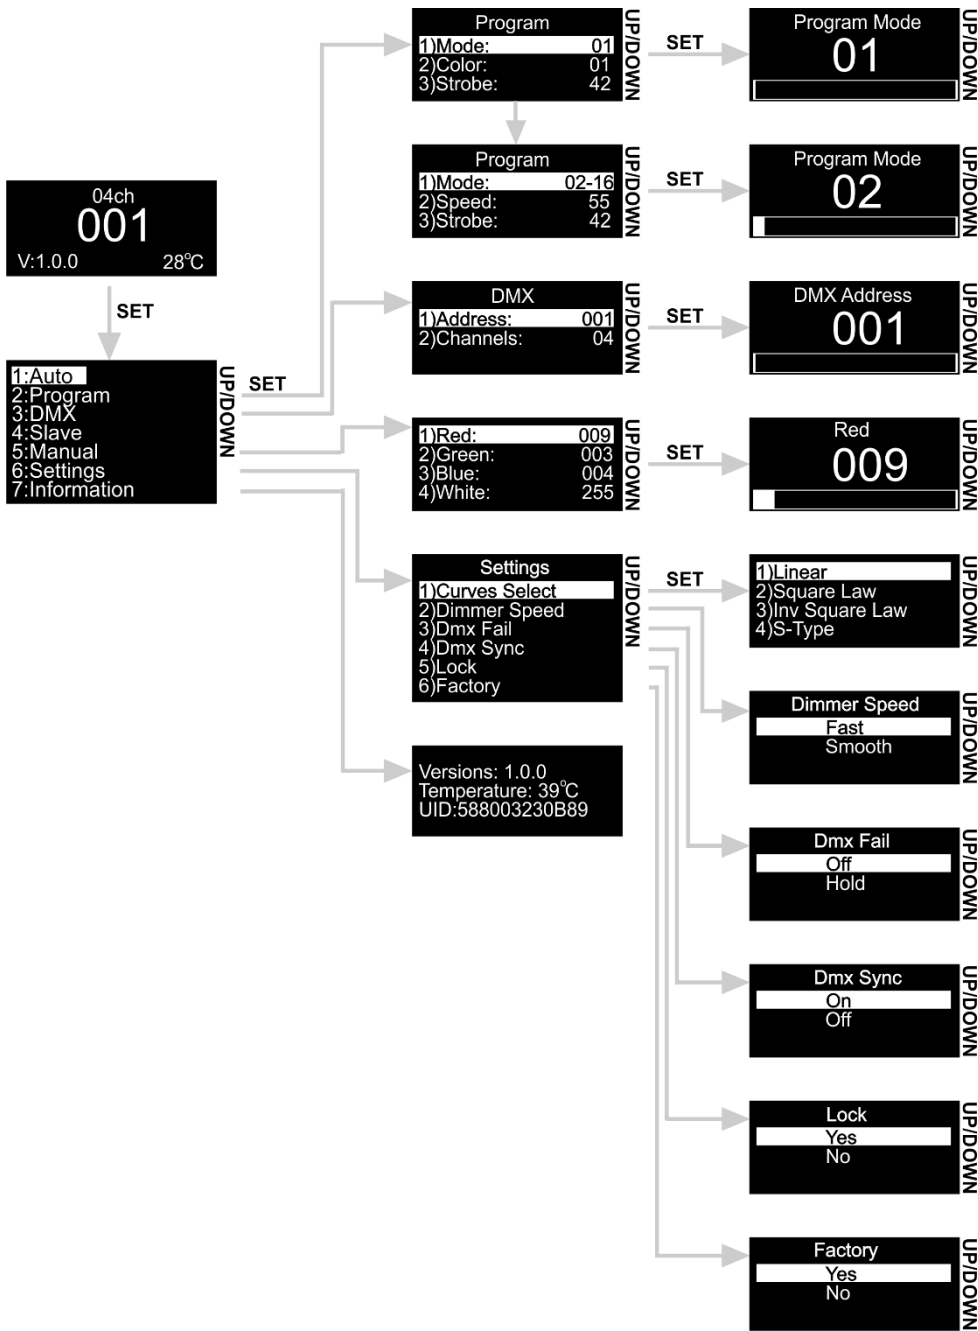 04ch
001
V:1.0.0 28°C
SET
1:Auto
2:Program
3:DMX
4:Slave
5:Manual
6:Settings
7:Information
UP/DOWN
SET
Program
1)Mode: 01
2)Color: 01
3)Strobe: 42
UP/DOWN
SET
Program Mode
01
UP/DOWN
Program
1)Mode: 02-16
2)Speed: 55
3)Strobe: 42
UP/DOWN
SET
Program Mode
02
UP/DOWN
DMX
1)Address: 001
2)Channels: 04
UP/DOWN
SET
DMX Address
001
UP/DOWN
1)Red: 009
2)Green: 003
3)Blue: 004
4)White: 255
UP/DOWN
SET
Red
009
UP/DOWN
Settings
1)Curves Select
2)Dimmer Speed
3)Dmx Fail
4)Dmx Sync
5)Lock
6)Factory
UP/DOWN
SET
1)Linear
2)Square Law
3)Inv Square Law
4)S-Type
UP/DOWN
Dimmer Speed
Fast
Smooth
UP/DOWN
Versions: 1.0.0
Temperature: 39°C
UID:588003230B89
Dmx Fail
Off
Hold
UP/DOWN
Dmx Sync
On
Off
UP/DOWN
Lock
Yes
No
UP/DOWN
Factory
Yes
No
UP/DOWN